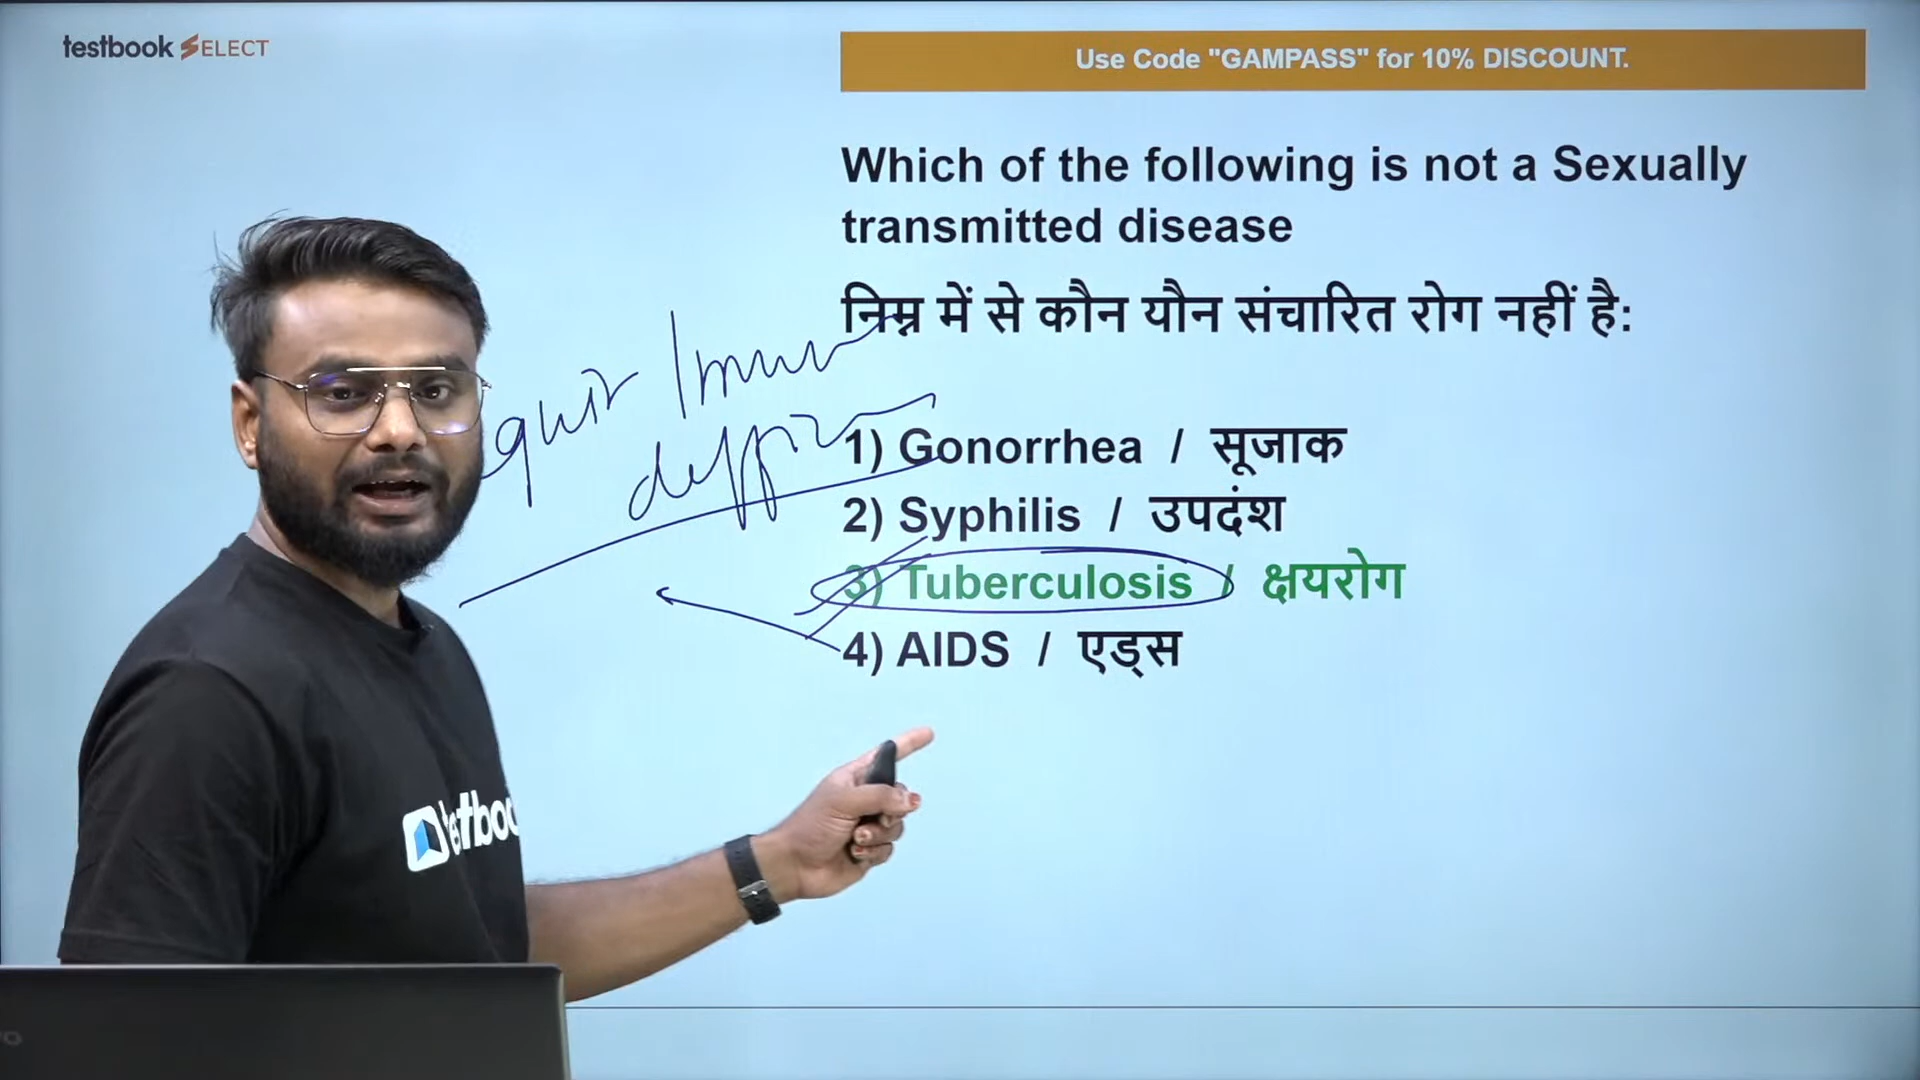 testbook SELECT
Use Code "GAMPASS" for 10% DISCOUNT.
Which of the following is not a Sexually
transmitted disease
निम्न में से कौन यौन संचारित रोग नहीं है:
1) Gonorrhea / सूजाक
2) Syphilis / उपदंश
3) Tuberculosis / क्षयरोग
4) AIDS / एड्स